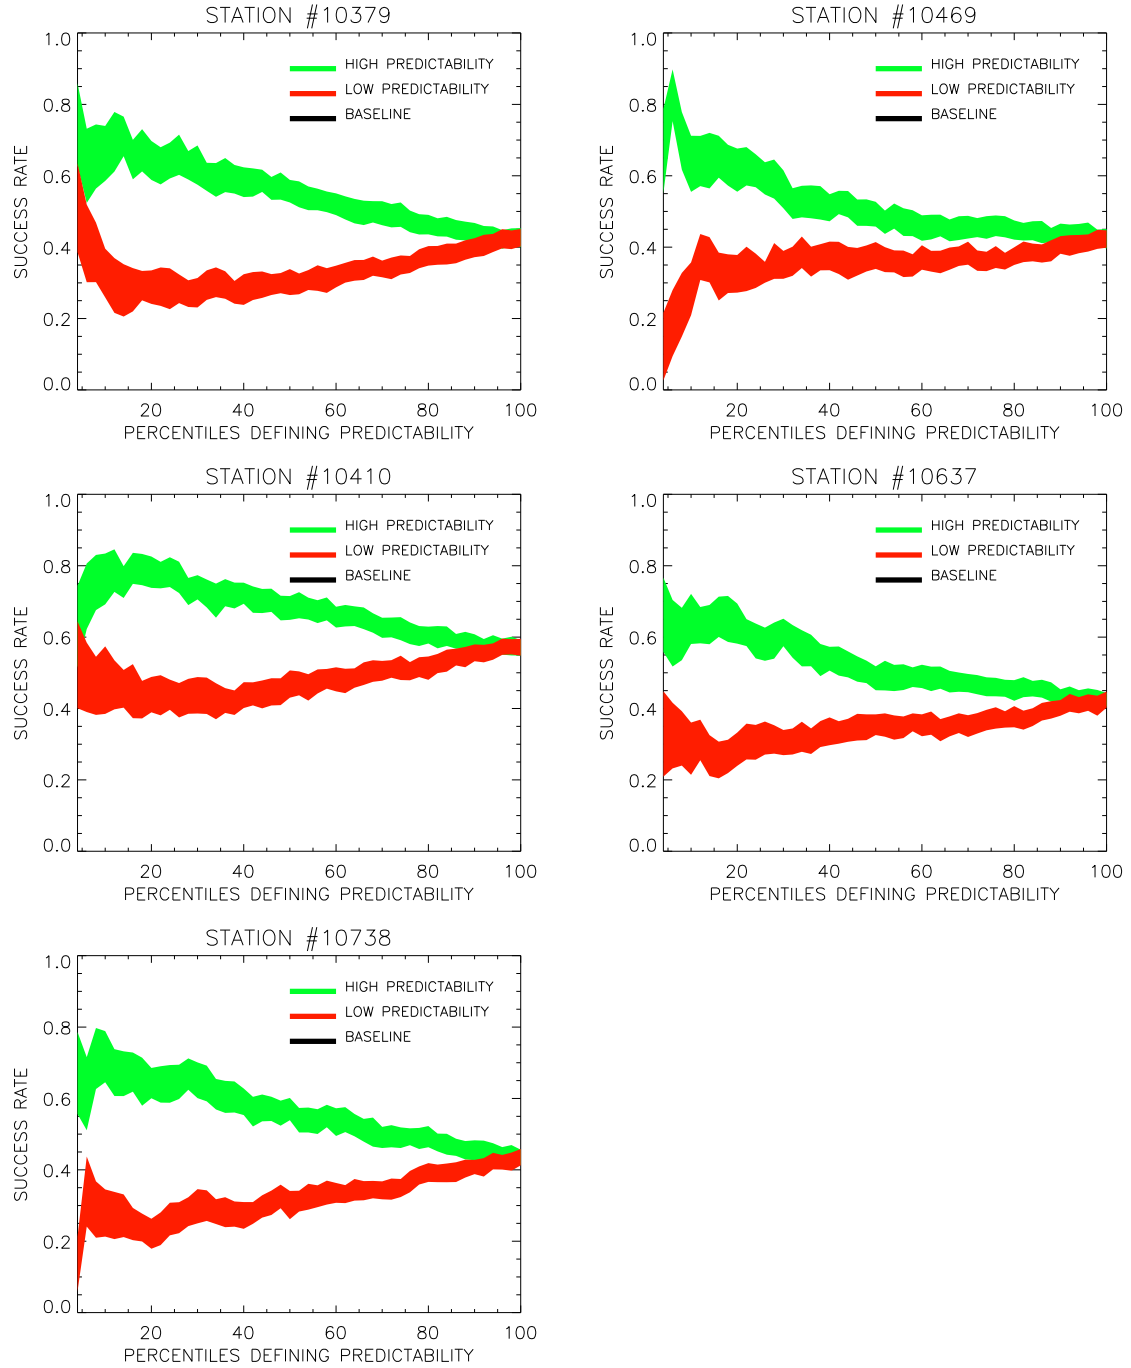 STATION #10379
1.0
0.8
0.6
0.4
0.2
0.0
SUCCESS RATE
HIGH PREDICTABILITY
LOW PREDICTABILITY
BASELINE
20 40 60 80 100
PERCENTILES DEFINING PREDICTABILITY
STATION #10469
1.0
0.8
0.6
0.4
0.2
0.0
SUCCESS RATE
HIGH PREDICTABILITY
LOW PREDICTABILITY
BASELINE
20 40 60 80 100
PERCENTILES DEFINING PREDICTABILITY
STATION #10410
1.0
0.8
0.6
0.4
0.2
0.0
SUCCESS RATE
HIGH PREDICTABILITY
LOW PREDICTABILITY
BASELINE
20 40 60 80 100
PERCENTILES DEFINING PREDICTABILITY
STATION #10637
1.0
0.8
0.6
0.4
0.2
0.0
SUCCESS RATE
HIGH PREDICTABILITY
LOW PREDICTABILITY
BASELINE
20 40 60 80 100
PERCENTILES DEFINING PREDICTABILITY
STATION #10738
1.0
0.8
0.6
0.4
0.2
0.0
SUCCESS RATE
HIGH PREDICTABILITY
LOW PREDICTABILITY
BASELINE
20 40 60 80 100
PERCENTILES DEFINING PREDICTABILITY